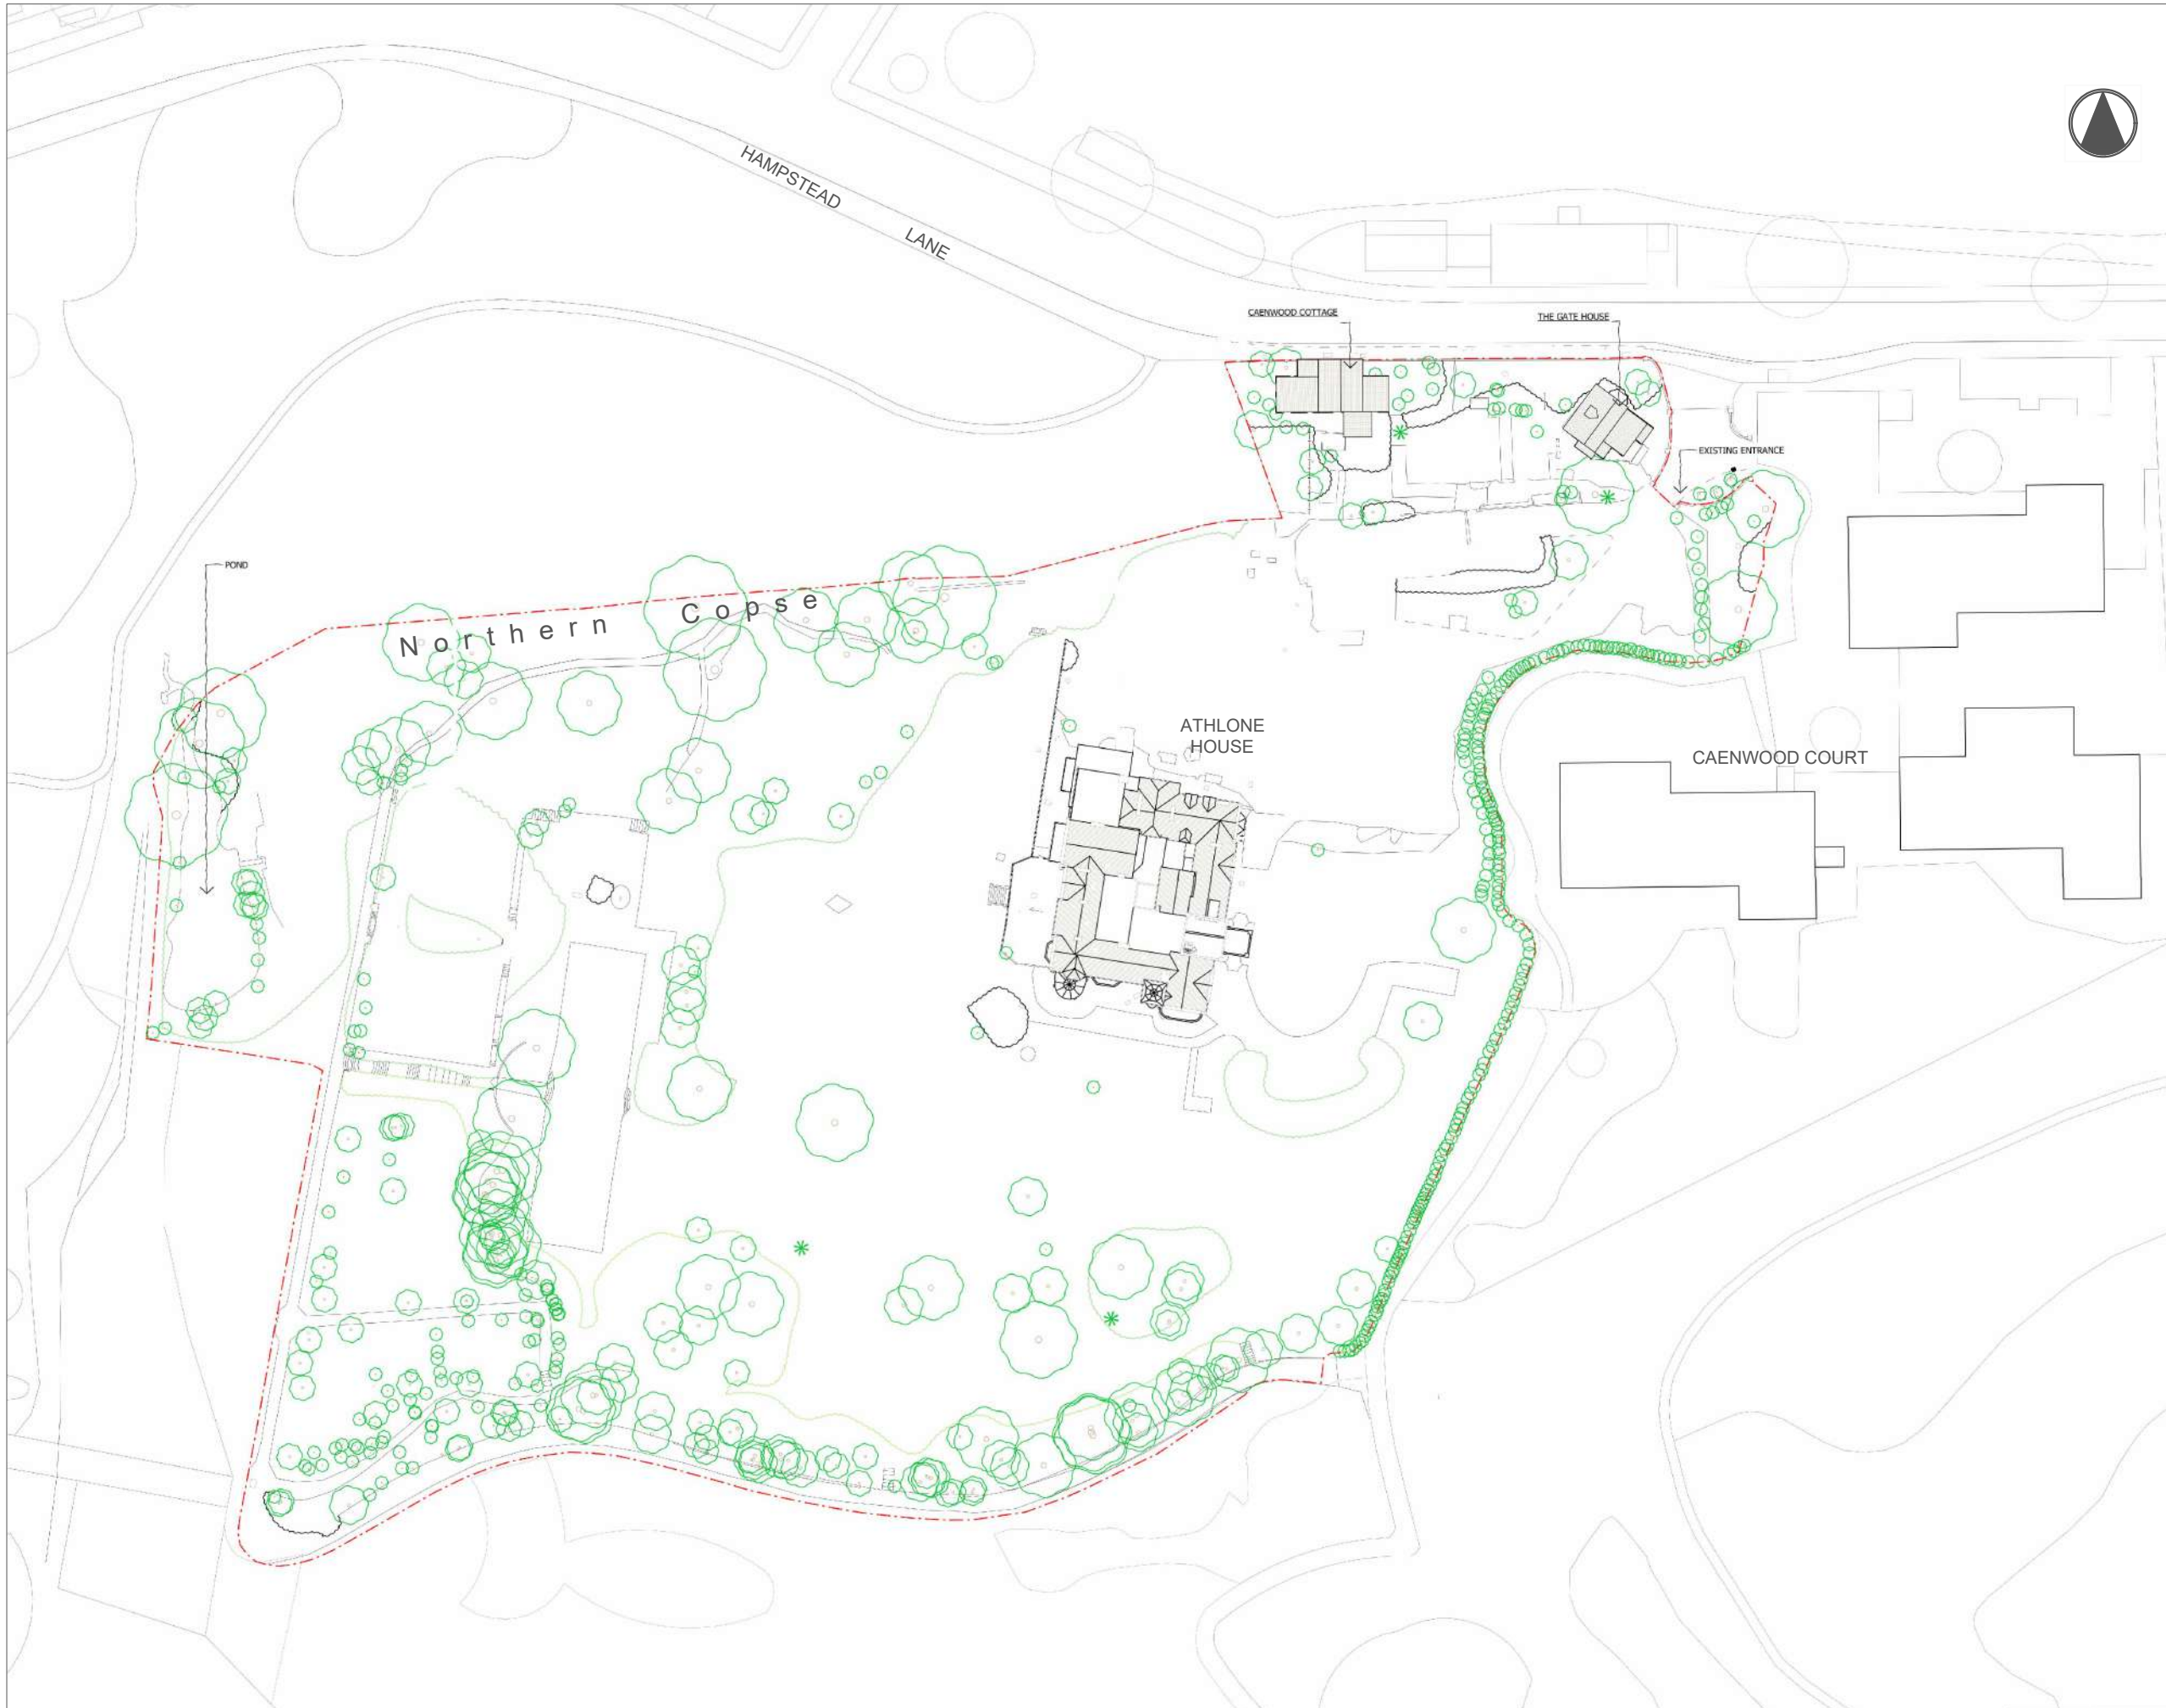 HAMPSTEAD
LANE
CAENWOOD COTTAGE
THE GATE HOUSE
EXISTING ENTRANCE
POND
Northern Copse
ATHLONE
HOUSE
CAENWOOD COURT